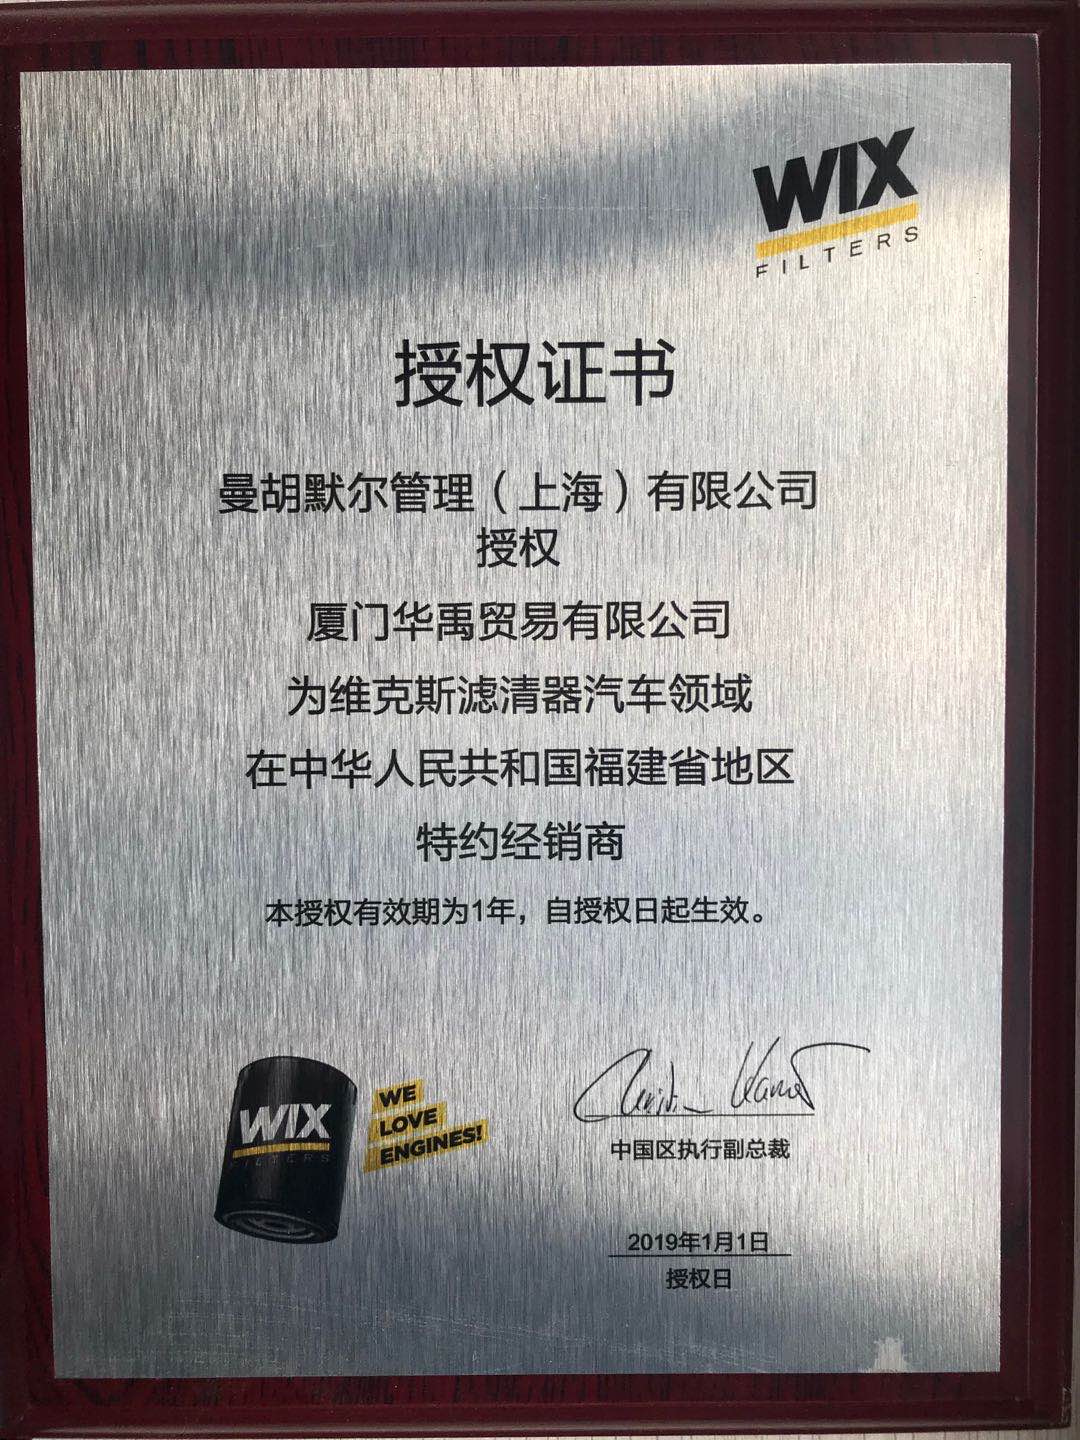 WIX
FILTERS
授权证书
曼胡默尔管理（上海）有限公司
授权
厦门华禹贸易有限公司
为维克斯滤清器汽车领域
在中华人民共和国福建省地区
特约经销商
本授权有效期为1年，自授权日起生效。
WIX
FILTERS
WE
LOVE
ENGINES!
中国区执行副总裁
2019年1月1日
授权日